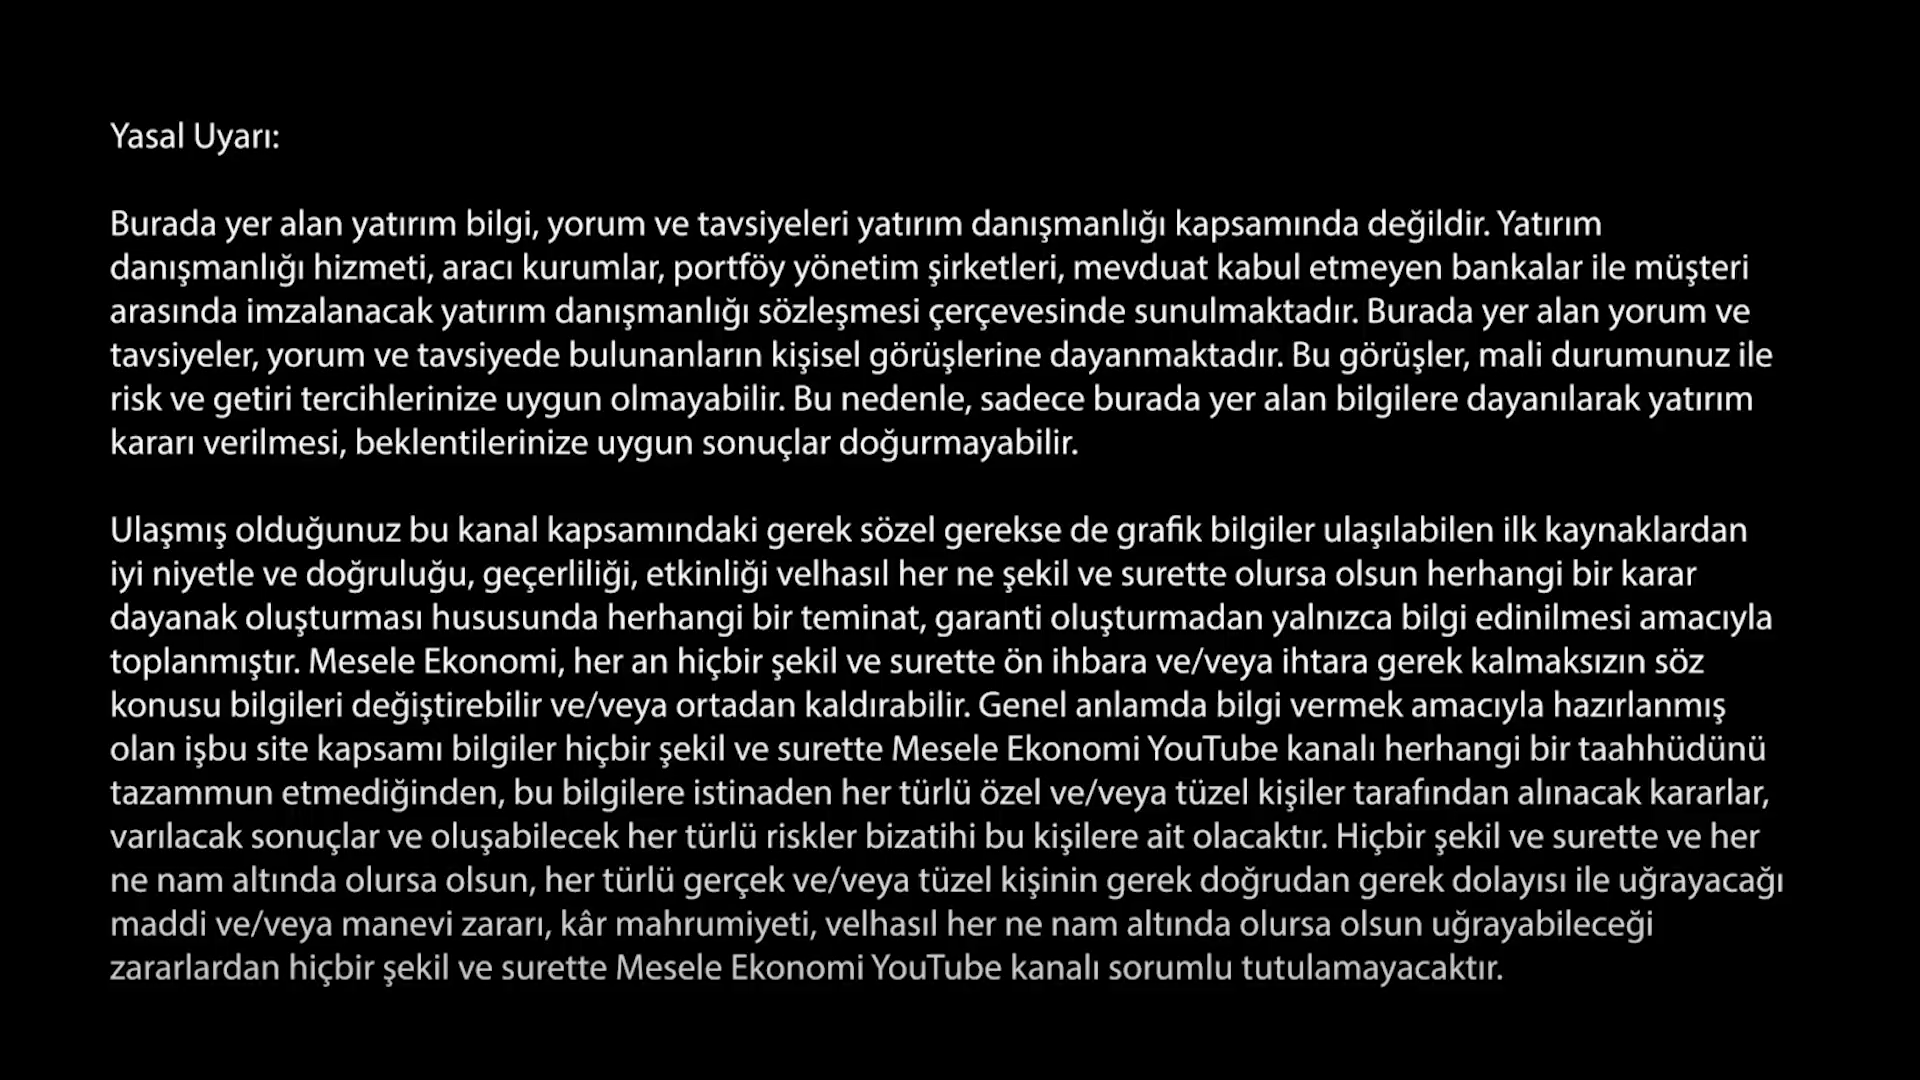 Yasal Uyarı:
Burada yer alan yatırım bilgi, yorum ve tavsiyeleri yatırım danışmanlığı kapsamında değildir. Yatırım
danışmanlığı hizmeti, aracı kurumlar, portföy yönetim şirketleri, mevduat kabul etmeyen bankalar ile müşteri
arasında imzalanacak yatırım danışmanlığı sözleşmesi çerçevesinde sunulmaktadır. Burada yer alan yorum ve
tavsiyeler, yorum ve tavsiyede bulunanların kişisel görüşlerine dayanmaktadır. Bu görüşler, mali durumunuz ile
risk ve getiri tercihlerinize uygun olmayabilir. Bu nedenle, sadece burada yer alan bilgilere dayanılarak yatırım
kararı verilmesi, beklentilerinize uygun sonuçlar doğurmayabilir.
Ulaşmış olduğunuz bu kanal kapsamındaki gerek sözel gerekse de grafik bilgiler ulaşılabilen ilk kaynaklardan
iyi niyetle ve doğruluğu, geçerliliği, etkinliği velhasıl her ne şekil ve surette olursa olsun herhangi bir karar
dayanak oluşturması hususunda herhangi bir teminat, garanti oluşturmadan yalnızca bilgi edinilmesi amacıyla
toplanmıştır. Mesele Ekonomi, her an hiçbir şekil ve surette ön ihbara ve/veya ihtara gerek kalmaksızın söz
konusu bilgileri değiştirebilir ve/veya ortadan kaldırabilir. Genel anlamda bilgi vermek amacıyla hazırlanmış
olan işbu site kapsamı bilgiler hiçbir şekil ve surette Mesele Ekonomi YouTube kanalı herhangi bir taahhüdünü
tazammun etmediğinden, bu bilgilere istinaden her türlü özel ve/veya tüzel kişiler tarafından alınacak kararlar,
varılacak sonuçlar ve oluşabilecek her türlü riskler bizatihi bu kişilere ait olacaktır. Hiçbir şekil ve surette ve her
ne nam altında olursa olsun, her türlü gerçek ve/veya tüzel kişinin gerek doğrudan gerek dolayısı ile uğrayacağı
maddi ve/veya manevi zararı, kâr mahrumiyeti, velhasıl her ne nam altında olursa olsun uğrayabileceği
zararlardan hiçbir şekil ve surette Mesele Ekonomi YouTube kanalı sorumlu tutulamayacaktır.